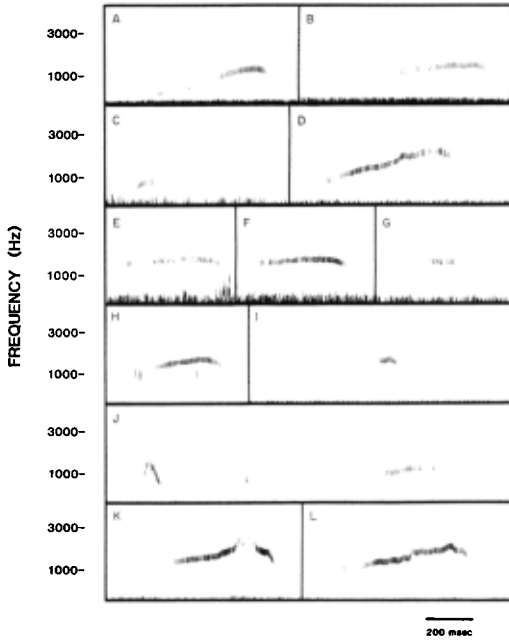 A B
3000-
1000-
C D
3000-
1000-
E F G
3000-
1000-
FREQUENCY (Hz)
H I
3000-
1000-
J
3000-
1000-
K L
3000-
1000-
200 msec